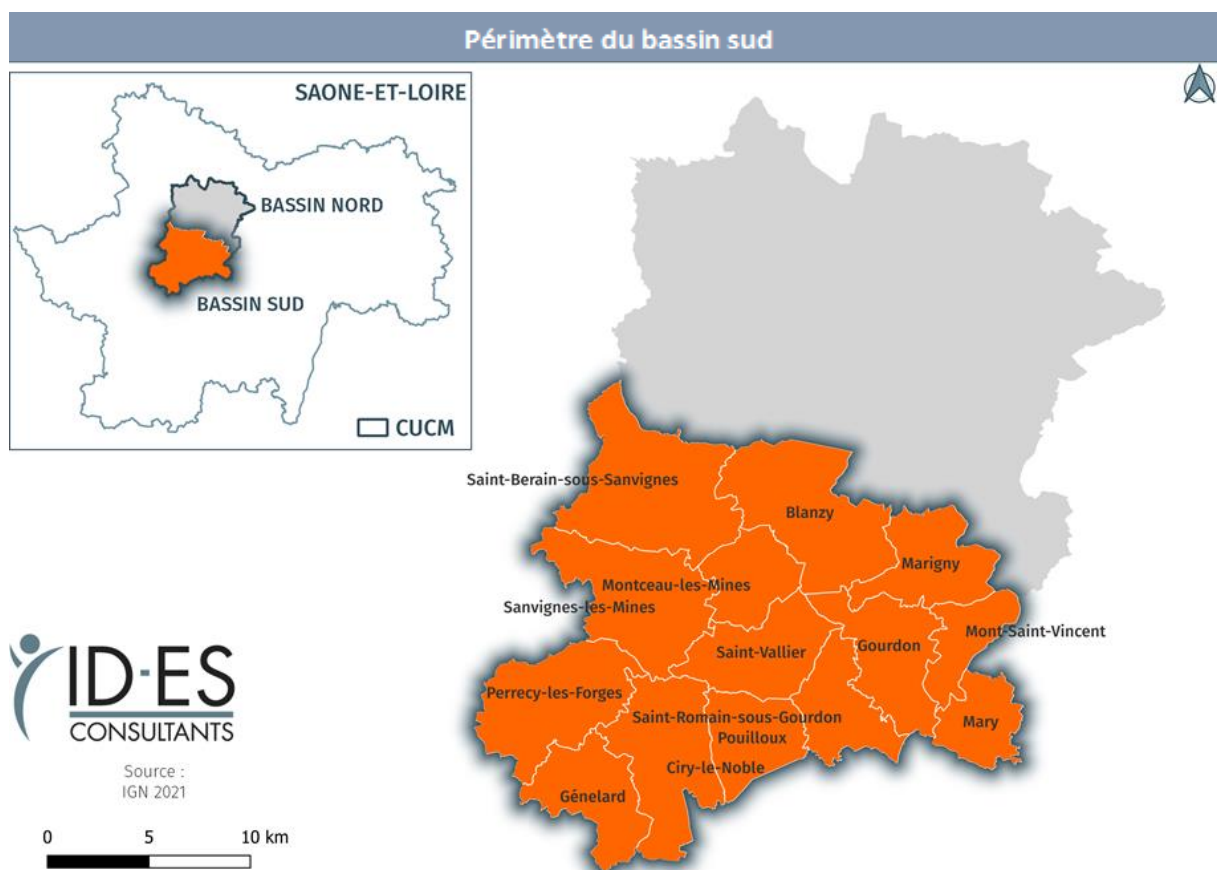 Périmètre du bassin sud
SAONE-ET-LOIRE
BASSIN NORD
BASSIN SUD
CUCM
Saint-Berain-sous-Sanvignes
Blanzy
Marigny
Montceau-les-Mines
Sanvignes-les-Mines
Mont-Saint-Vincent
Gourdon
Saint-Vallier
Perrecy-les-Forges
Saint-Romain-sous-Gourdon
Mary
Pouilloux
Ciry-le-Noble
Génelard
ID-ES
CONSULTANTS
Source :
IGN 2021
0 5 10 km